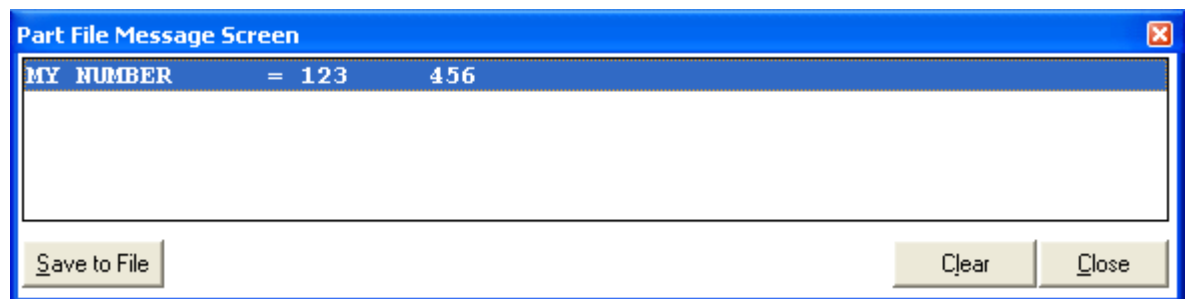 Part File Message Screen
MY NUMBER      = 123     456
Save to File
Clear
Close